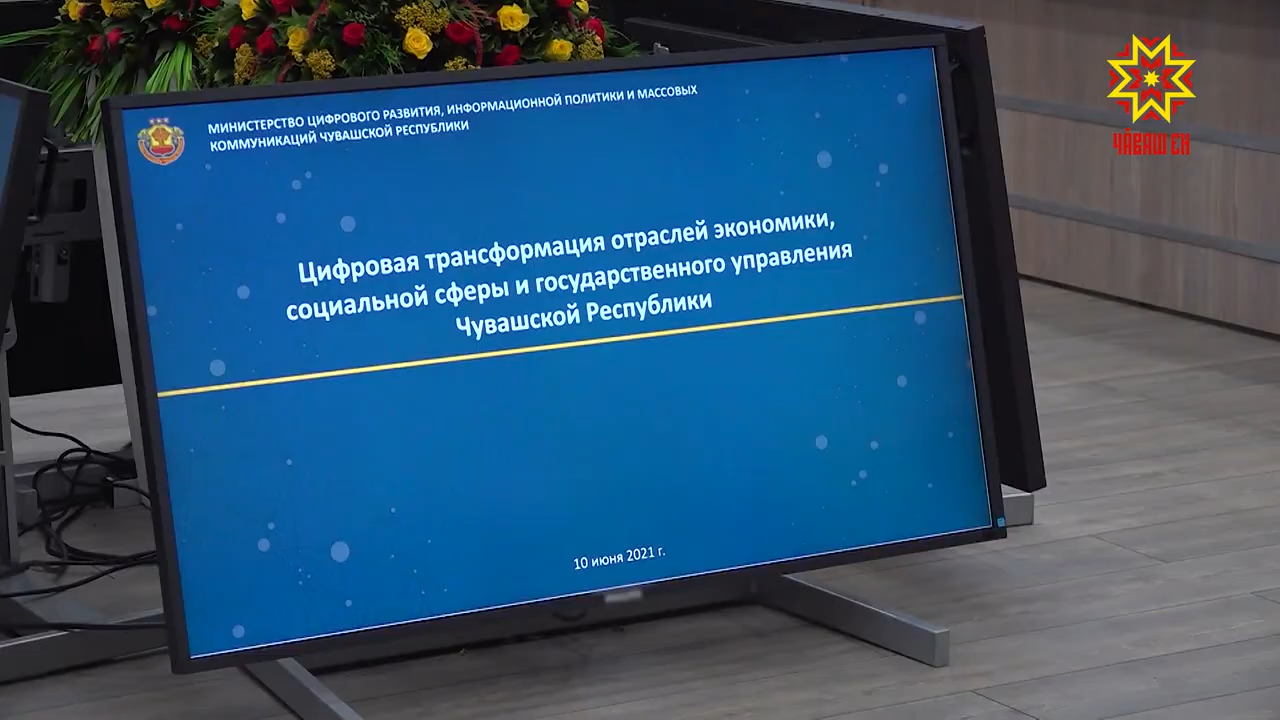 МИНИСТЕРСТВО ЦИФРОВОГО РАЗВИТИЯ, ИНФОРМАЦИОННОЙ ПОЛИТИКИ И МАССОВЫХ
КОММУНИКАЦИЙ ЧУВАШСКОЙ РЕСПУБЛИКИ
ЧӐВАШ ЕН
Цифровая трансформация отраслей экономики,
социальной сферы и государственного управления
Чувашской Республики
10 июня 2021 г.